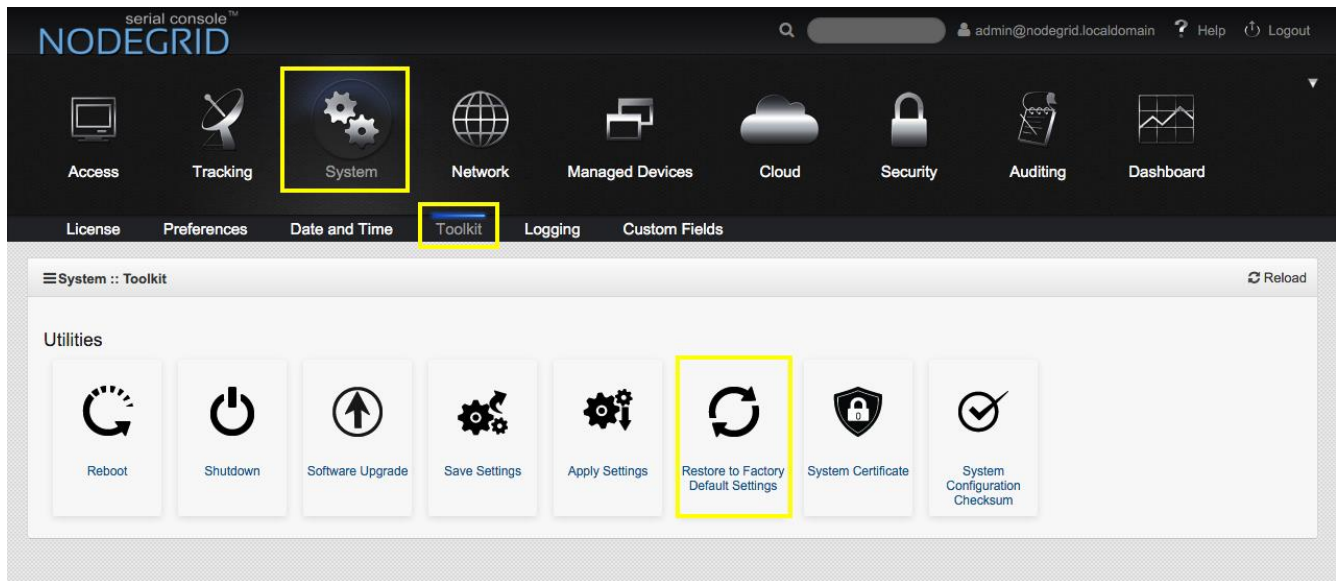 serial console™
NODEGRID
admin@nodegrid.localdomain ? Help Logout
Access Tracking System Network Managed Devices Cloud Security Auditing Dashboard
License Preferences Date and Time Toolkit Logging Custom Fields
System :: Toolkit Reload
Utilities
Reboot Shutdown Software Upgrade Save Settings Apply Settings Restore to Factory System Certificate System
Default Settings Configuration
Checksum